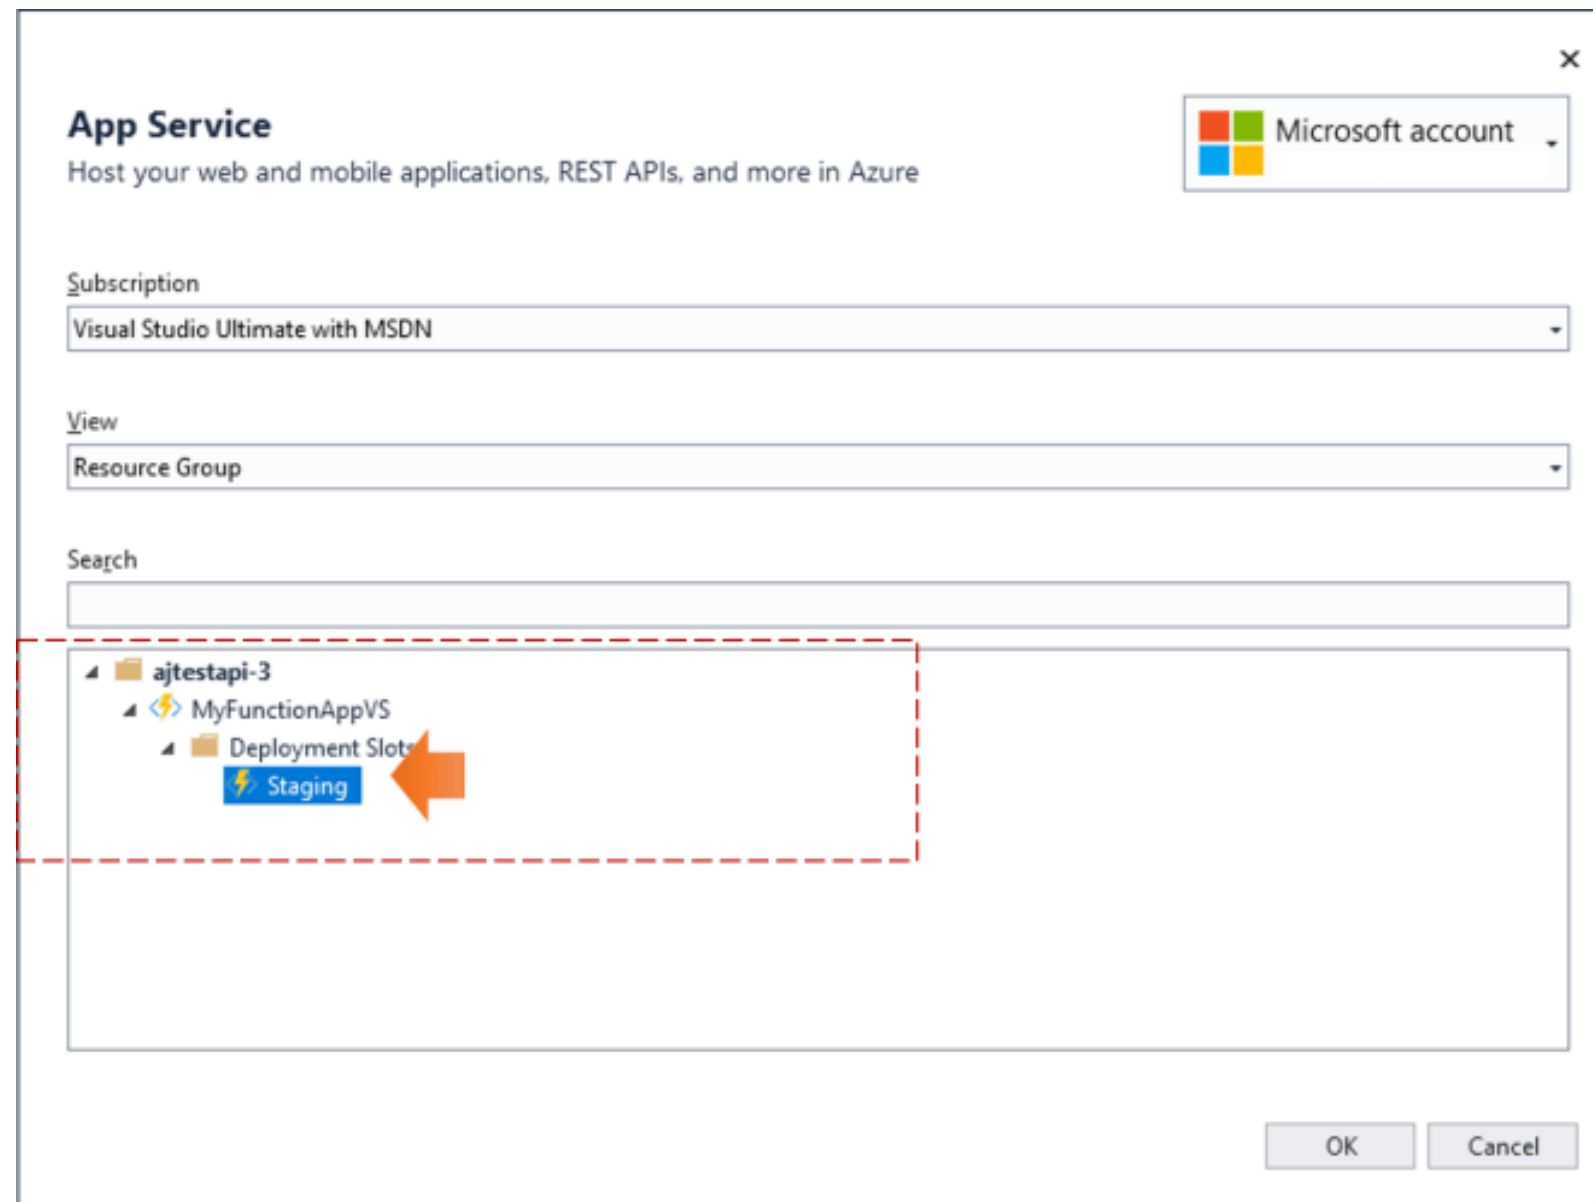 App Service
Microsoft account
Host your web and mobile applications, REST APIs, and more in Azure
Subscription
Visual Studio Ultimate with MSDN
View
Resource Group
Search
ajtestapi-3
MyFunctionAppVS
Deployment Slots
Staging
OK
Cancel